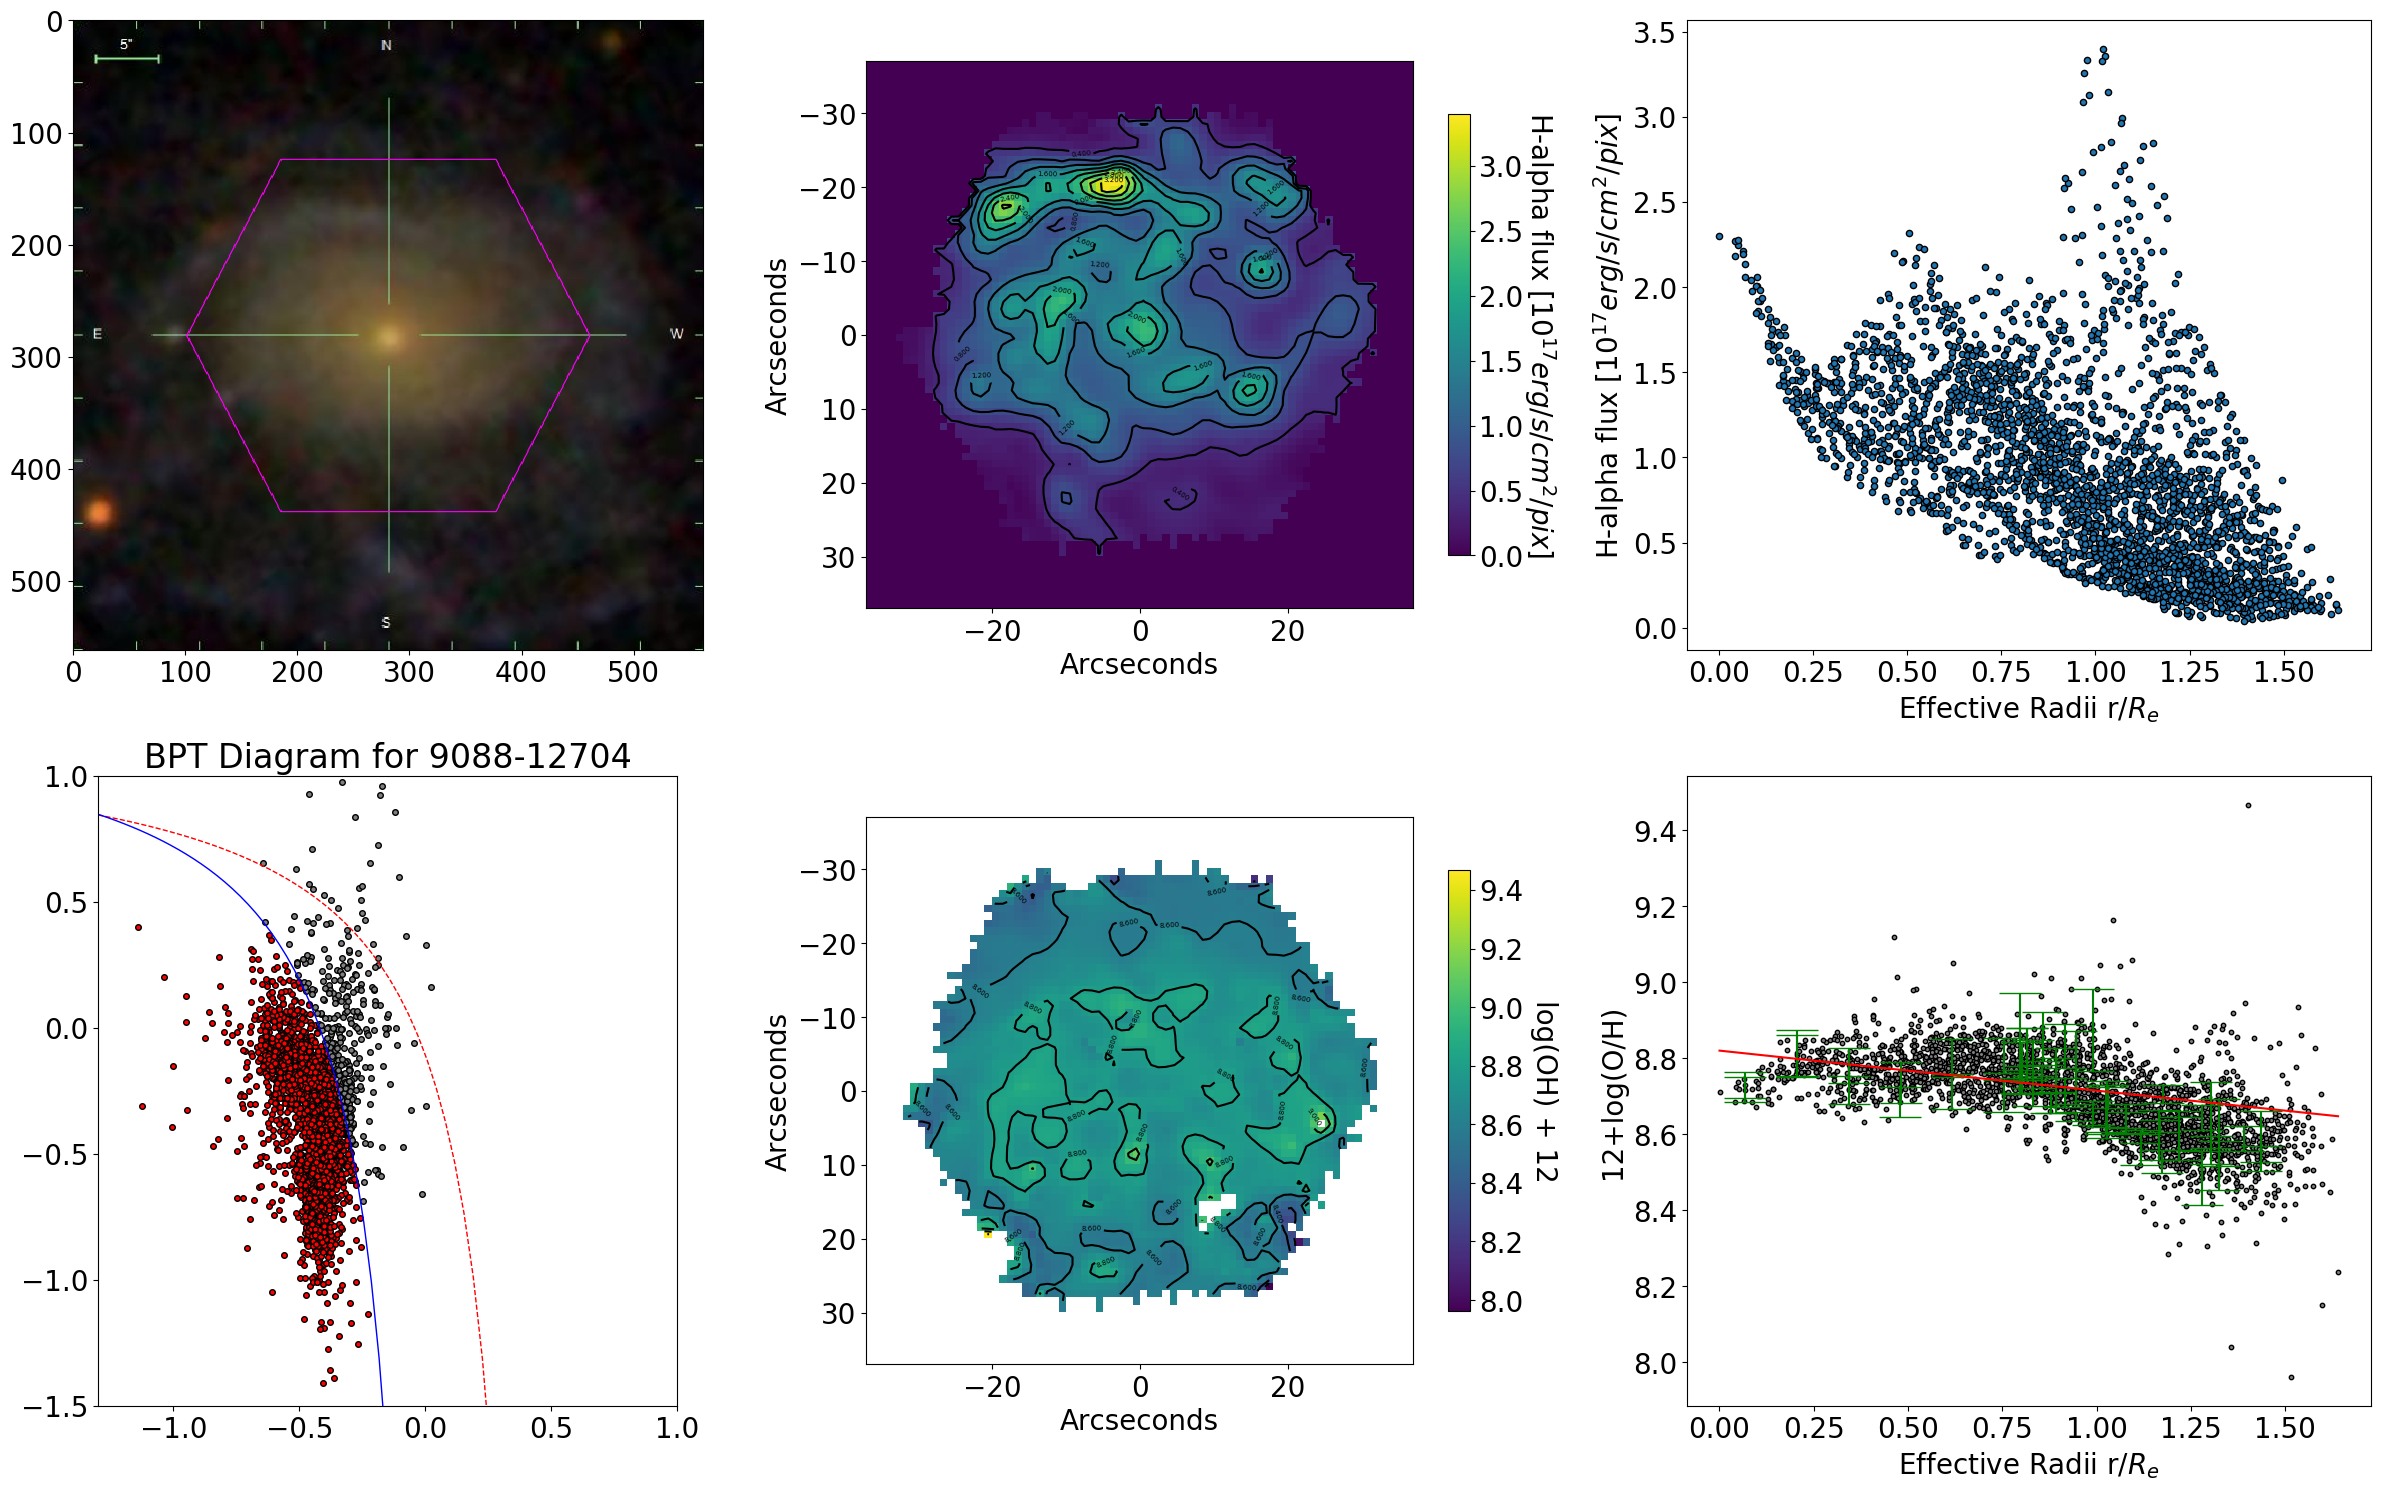 0
100
200
300
400
500
5"
N
E
W
S
0 100 200 300 400 500
−30
−20
−10
0
10
20
30
Arcseconds
−20 0 20
Arcseconds
3.0
2.5
2.0
1.5
1.0
0.5
0.0
H-alpha flux [10^17 erg/s/cm^2/pix]
3.5
3.0
2.5
2.0
1.5
1.0
0.5
0.0
H-alpha flux [10^17 erg/s/cm^2/pix]
0.00 0.25 0.50 0.75 1.00 1.25 1.50
Effective Radii r/R_e
BPT Diagram for 9088-12704
1.0
0.5
0.0
−0.5
−1.0
−1.5
−1.0 −0.5 0.0 0.5 1.0
−30
−20
−10
0
10
20
30
Arcseconds
−20 0 20
Arcseconds
9.4
9.2
9.0
8.8
8.6
8.4
8.2
8.0
log(OH) + 12
9.4
9.2
9.0
8.8
8.6
8.4
8.2
8.0
12+log(O/H)
0.00 0.25 0.50 0.75 1.00 1.25 1.50
Effective Radii r/R_e